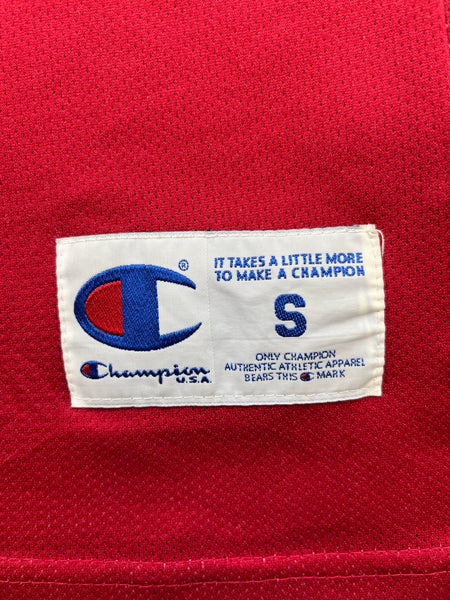 ®
Champion
U.S.A.
IT TAKES A LITTLE MORE
TO MAKE A CHAMPION
S
ONLY CHAMPION
AUTHENTIC ATHLETIC APPAREL
BEARS THIS C MARK